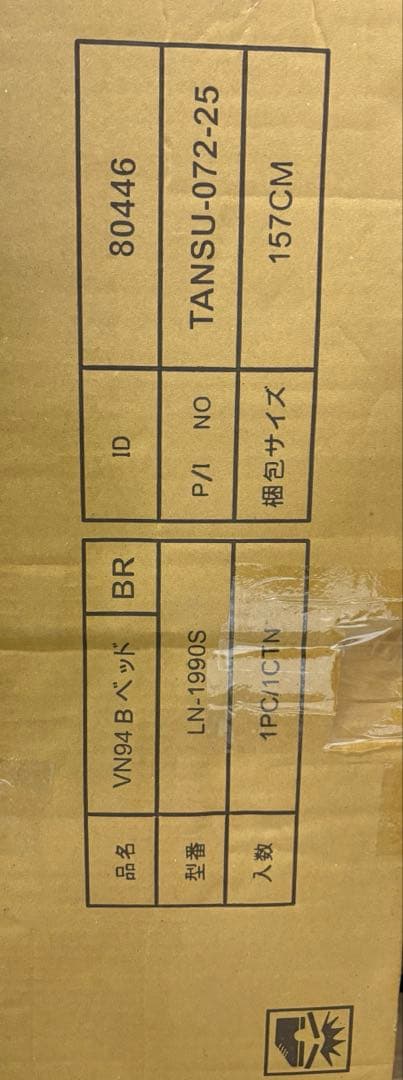 品名 VN94 B ベッド BR
型番 LN-1990S
入数 1PC/1CTN
ID 80446
P/I NO TANSU-072-25
梱包サイズ 157CM